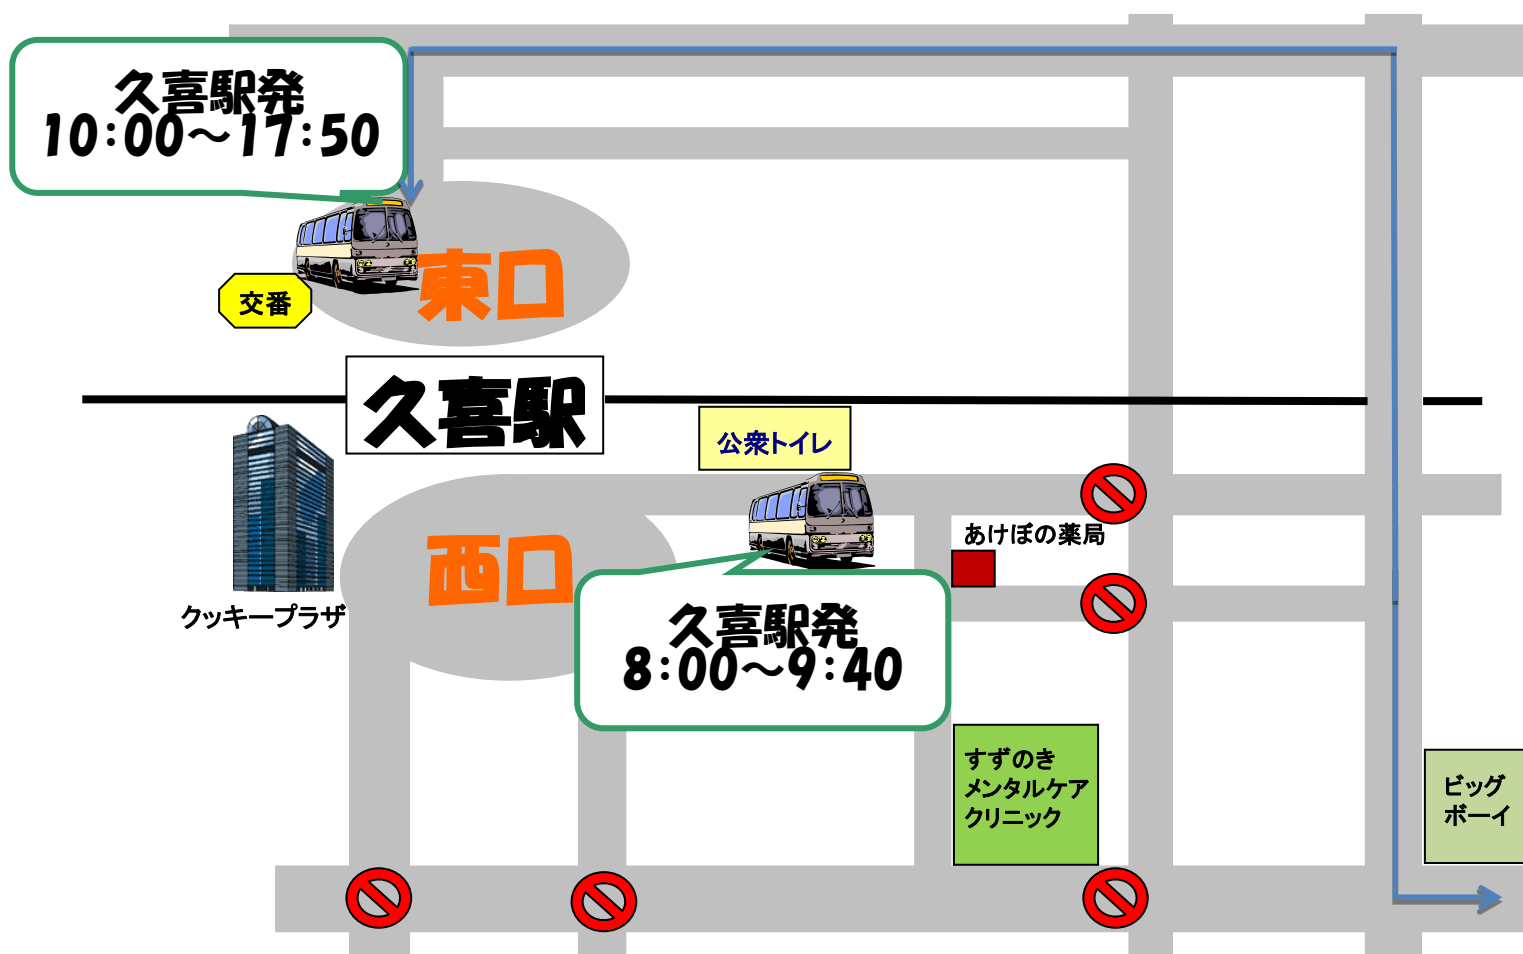 久喜駅発
10:00～17:50
東口
交番
久喜駅
公衆トイレ
あけぼの薬局
西口
クッキープラザ
久喜駅発
8:00～9:40
すずのき
メンタルケア
クリニック
ビッグ
ボーイ